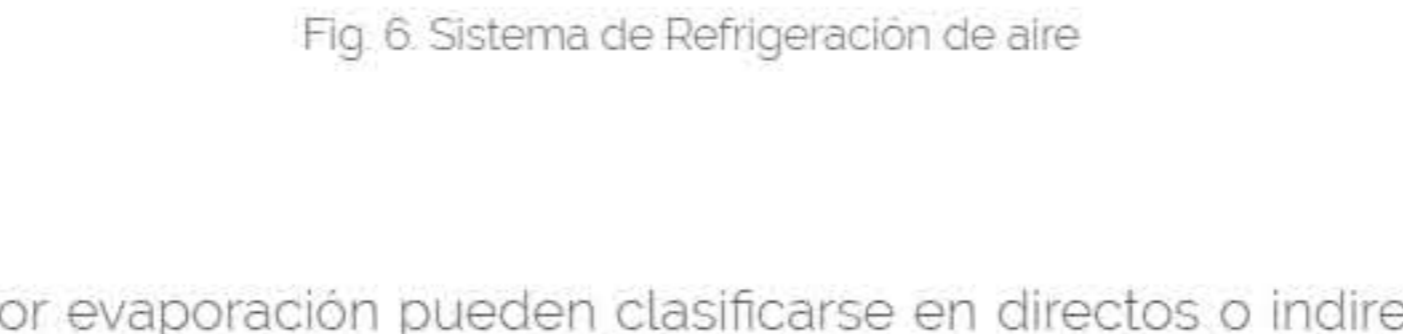 Fig. 6. Sistema de Refrigeración de aire
or evaporación pueden clasificarse en directos o indire